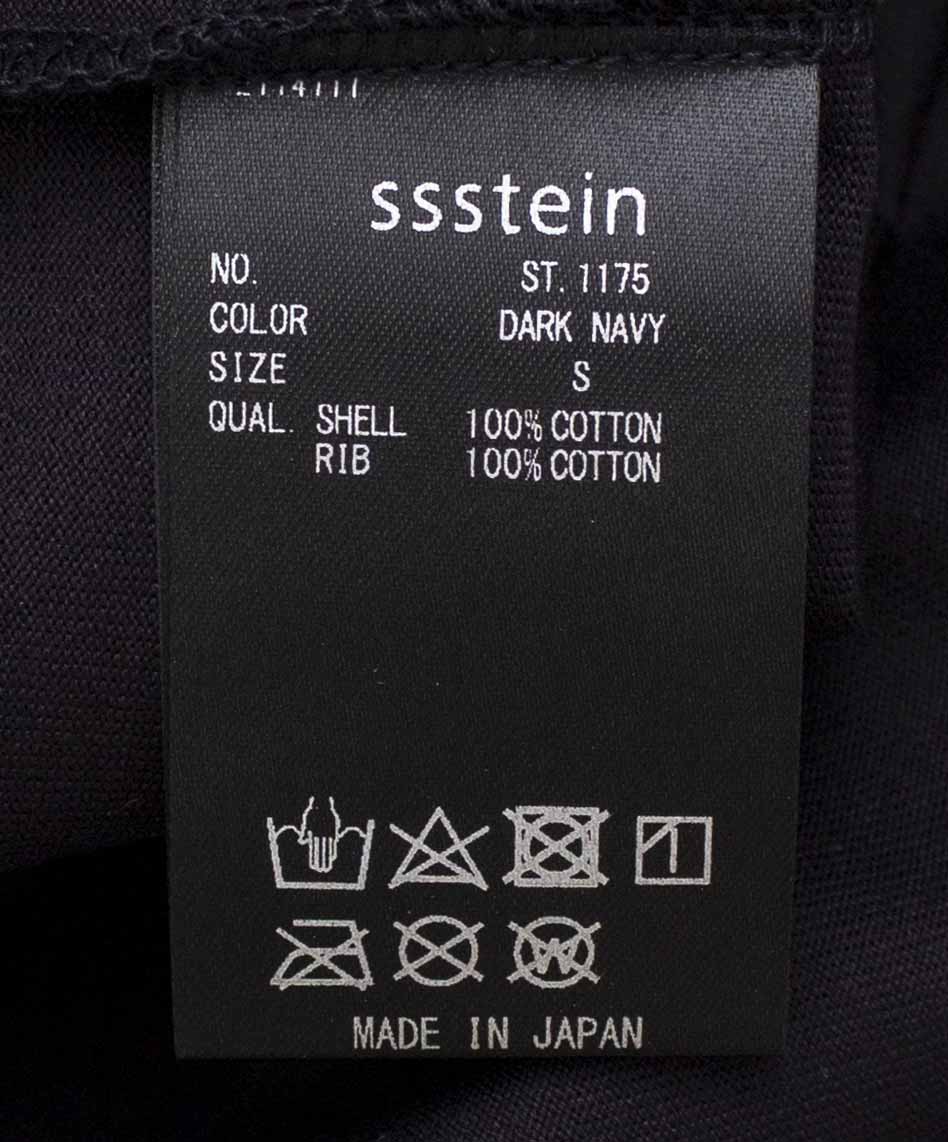 ssstein
NO. ST. 1175
COLOR DARK NAVY
SIZE S
QUAL. SHELL 100% COTTON
RIB 100% COTTON
W
MADE IN JAPAN